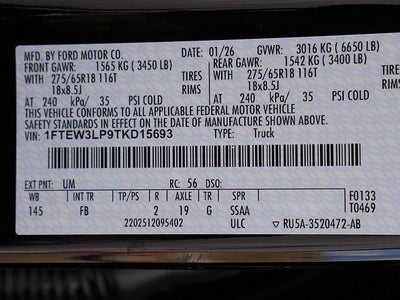 MFD. BY FORD MOTOR CO. 01/26 GVWR: 3016 KG ( 6650 LB)
FRONT GAWR: 1565 KG ( 3450 LB) REAR GAWR: 1542 KG ( 3400 LB)
WITH 275/65R18 116T TIRES WITH 275/65R18 116T TIRES
18x8.5J RIMS 18x8.5J RIMS
AT 240 kPa/ 35 PSI COLD AT 240 kPa/ 35 PSI COLD
THIS VEHICLE CONFORMS TO ALL APPLICABLE FEDERAL MOTOR VEHICLE
SAFETY STANDARDS IN EFFECT ON THE DATE OF MANUFACTURE SHOWN ABOVE.
VIN: 1FTEW3LP9TKD15693 TYPE: Truck
EXT PNT: UM RC: 56 DSO: F0133
WB INT TR TP/PS R AXLE TR SPR T0469
145 FB 2 19 G SSAA
2202512095402 ULC ▽ RU5A-3520472-AB